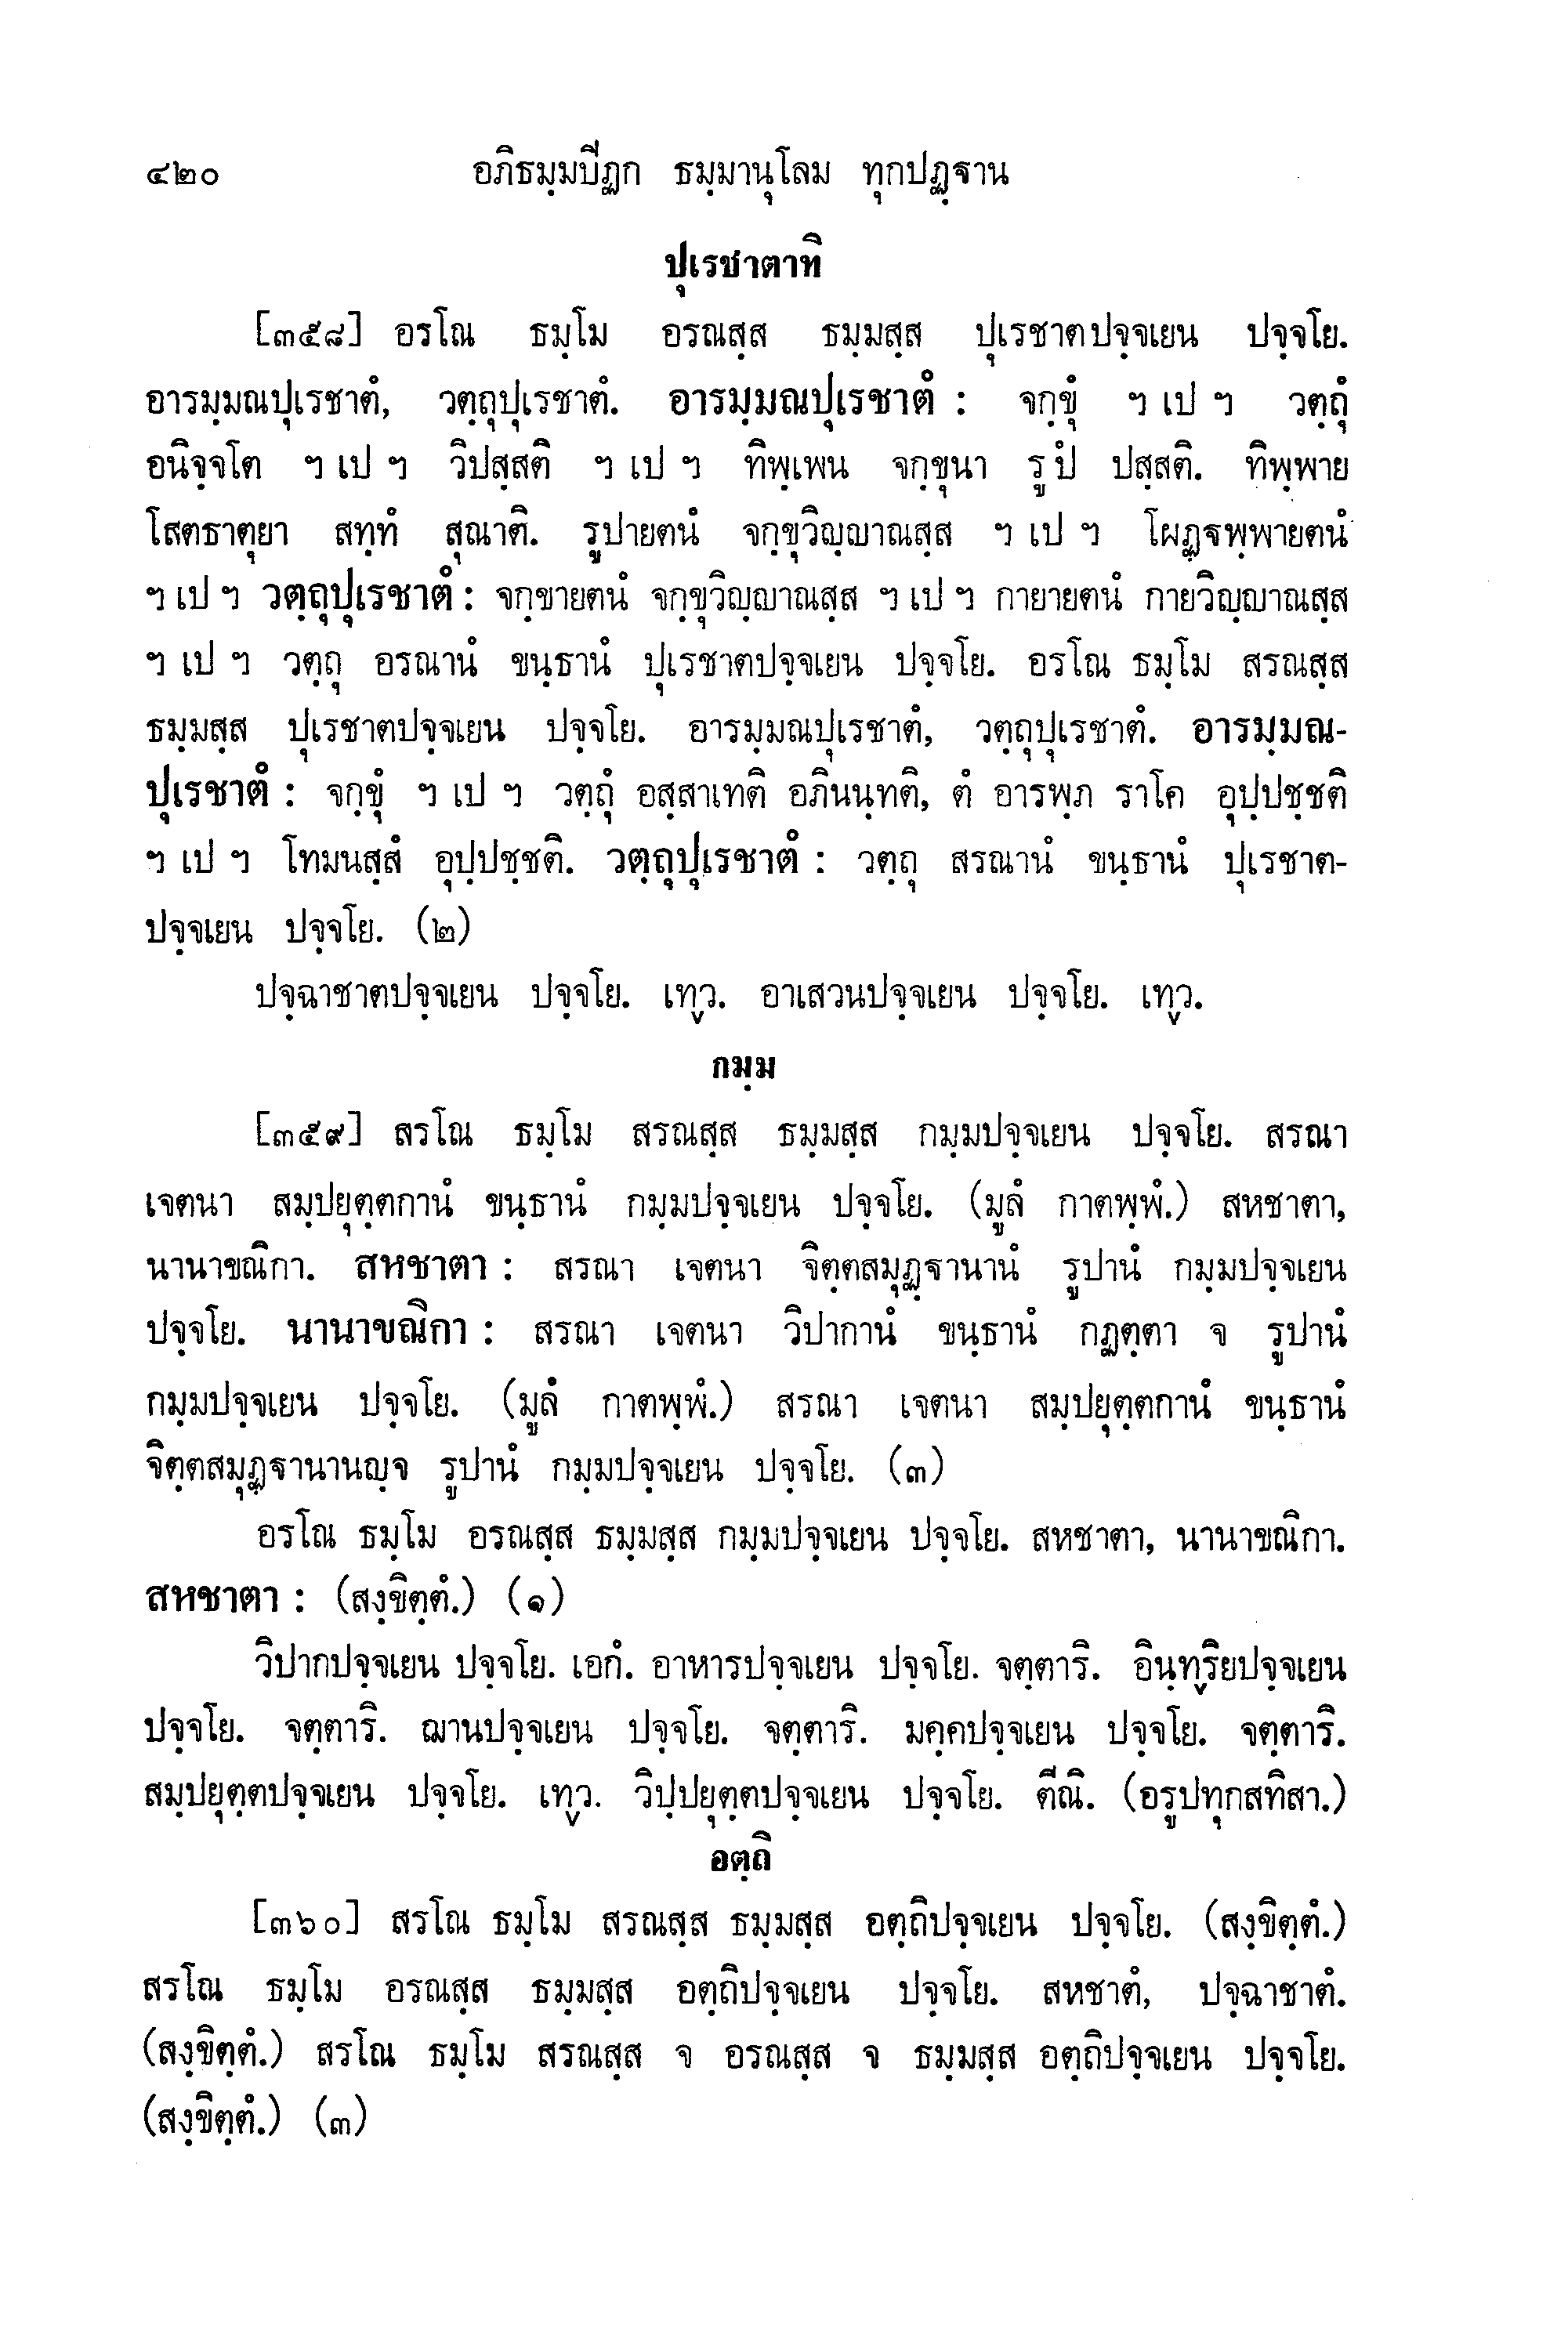 ๔๒๐ อภิธมฺมปีฏก ธมฺมานุโลม ทุกปฏฺฐาน
ปุเรชาตาทิ
[๓๕๘] อรโณ ธมฺโม อรณสฺส ธมฺมสฺส ปุเรชาตปจฺจเยน ปจฺจโย.
อารมฺมณปุเรชาตํ, วตฺถุปุเรชาตํ. อารมฺมณปุเรชาตํ : จกฺขุํ ฯ เป ฯ วตฺถุํ
อนิจฺจโต ฯ เป ฯ วิปสฺสติ ฯ เป ฯ ทิพฺเพน จกฺขุนา รูปํ ปสฺสติ. ทิพฺพาย
โสตธาตุยา สทฺทํ สุณาติ. รูปายตนํ จกฺขุวิญฺญาณสฺส ฯ เป ฯ โผฏฺฐพฺพายตนํ
ฯ เป ฯ วตฺถุปุเรชาตํ : จกฺขายตนํ จกฺขุวิญฺญาณสฺส ฯ เป ฯ กายายตนํ กายวิญฺญาณสฺส
ฯ เป ฯ วตฺถุ อรณานํ ขนฺธานํ ปุเรชาตปจฺจเยน ปจฺจโย. อรโณ ธมฺโม สรณสฺส
ธมฺมสฺส ปุเรชาตปจฺจเยน ปจฺจโย. อารมฺมณปุเรชาตํ, วตฺถุปุเรชาตํ. อารมฺมณ-
ปุเรชาตํ : จกฺขุํ ฯ เป ฯ วตฺถุํ อสฺสาเทติ อภินนฺทติ, ตํ อารพฺภ ราโค อุปฺปชฺชติ
ฯ เป ฯ โทมนสฺสํ อุปฺปชฺชติ. วตฺถุปุเรชาตํ : วตฺถุ สรณานํ ขนฺธานํ ปุเรชาต-
ปจฺจเยน ปจฺจโย. (๒)
ปจฺฉาชาตปจฺจเยน ปจฺจโย. เทฺว. อาเสวนปจฺจเยน ปจฺจโย. เทฺว.
กมฺม
[๓๕๙] สรโณ ธมฺโม สรณสฺส ธมฺมสฺส กมฺมปจฺจเยน ปจฺจโย. สรณา
เจตนา สมฺปยุตฺตกานํ ขนฺธานํ กมฺมปจฺจเยน ปจฺจโย. (มูลํ กาตพฺพํ.) สหชาตา,
นานาขณิกา. สหชาตา : สรณา เจตนา จิตฺตสมุฏฺฐานานํ รูปานํ กมฺมปจฺจเยน
ปจฺจโย. นานาขณิกา : สรณา เจตนา วิปากานํ ขนฺธานํ กฏตฺตา จ รูปานํ
กมฺมปจฺจเยน ปจฺจโย. (มูลํ กาตพฺพํ.) สรณา เจตนา สมฺปยุตฺตกานํ ขนฺธานํ
จิตฺตสมุฏฺฐานานญฺจ รูปานํ กมฺมปจฺจเยน ปจฺจโย. (๓)
อรโณ ธมฺโม อรณสฺส ธมฺมสฺส กมฺมปจฺจเยน ปจฺจโย. สหชาตา, นานาขณิกา.
สหชาตา : (สงฺขิตฺตํ.) (๑)
วิปากปจฺจเยน ปจฺจโย. เอกํ. อาหารปจฺจเยน ปจฺจโย. จตฺตาริ. อินฺทฺริยปจฺจเยน
ปจฺจโย. จตฺตาริ. ฌานปจฺจเยน ปจฺจโย. จตฺตาริ. มคฺคปจฺจเยน ปจฺจโย. จตฺตาริ.
สมฺปยุตฺตปจฺจเยน ปจฺจโย. เทฺว. วิปฺปยุตฺตปจฺจเยน ปจฺจโย. ตีณิ. (อรูปทุกสทิสา.)
อตฺถิ
[๓๖๐] สรโณ ธมฺโม สรณสฺส ธมฺมสฺส อตฺถิปจฺจเยน ปจฺจโย. (สงฺขิตฺตํ.)
สรโณ ธมฺโม อรณสฺส ธมฺมสฺส อตฺถิปจฺจเยน ปจฺจโย. สหชาตํ, ปจฺฉาชาตํ.
(สงฺขิตฺตํ.) สรโณ ธมฺโม สรณสฺส จ อรณสฺส จ ธมฺมสฺส อตฺถิปจฺจเยน ปจฺจโย.
(สงฺขิตฺตํ.) (๓)